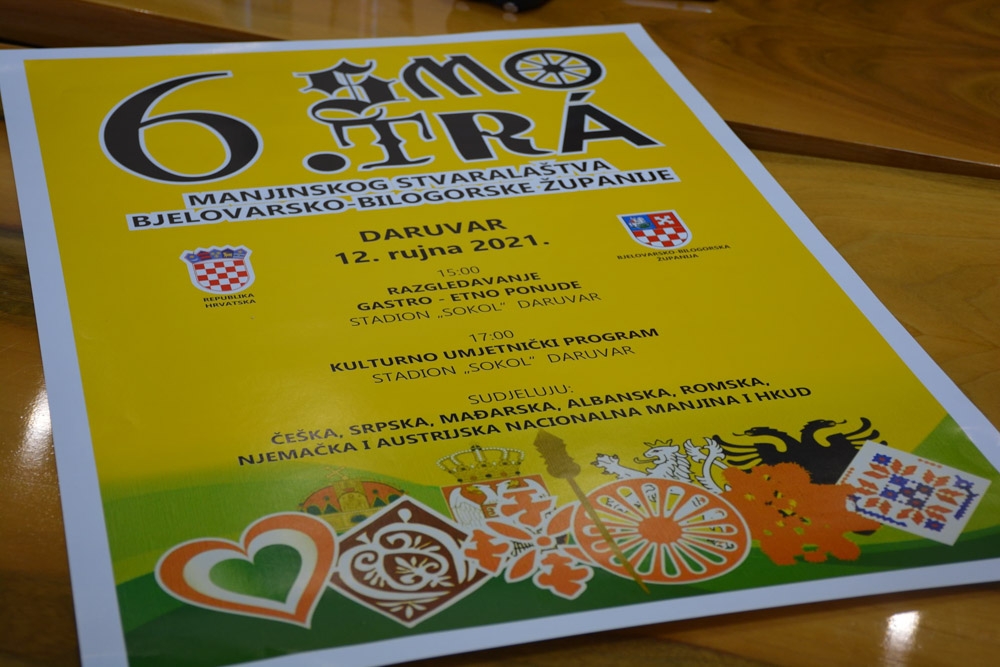 6. SMO
TRÁ
MANJINSKOG STVARALAŠTVA
BJELOVARSKO-BILOGORSKE ŽUPANIJE
DARUVAR
12. rujna 2021.
REPUBLIKA
HRVATSKA
BJELOVARSKO-BILOGORSKA
ŽUPANIJA
15:00
RAZGLEDAVANJE
GASTRO - ETNO PONUDE
STADION „SOKOL" DARUVAR
17:00
KULTURNO UMJETNIČKI PROGRAM
STADION „SOKOL" DARUVAR
SUDJELUJU:
ČEŠKA, SRPSKA, MAĐARSKA, ALBANSKA, ROMSKA,
NJEMAČKA I AUSTRIJSKA NACIONALNA MANJINA I HKUD